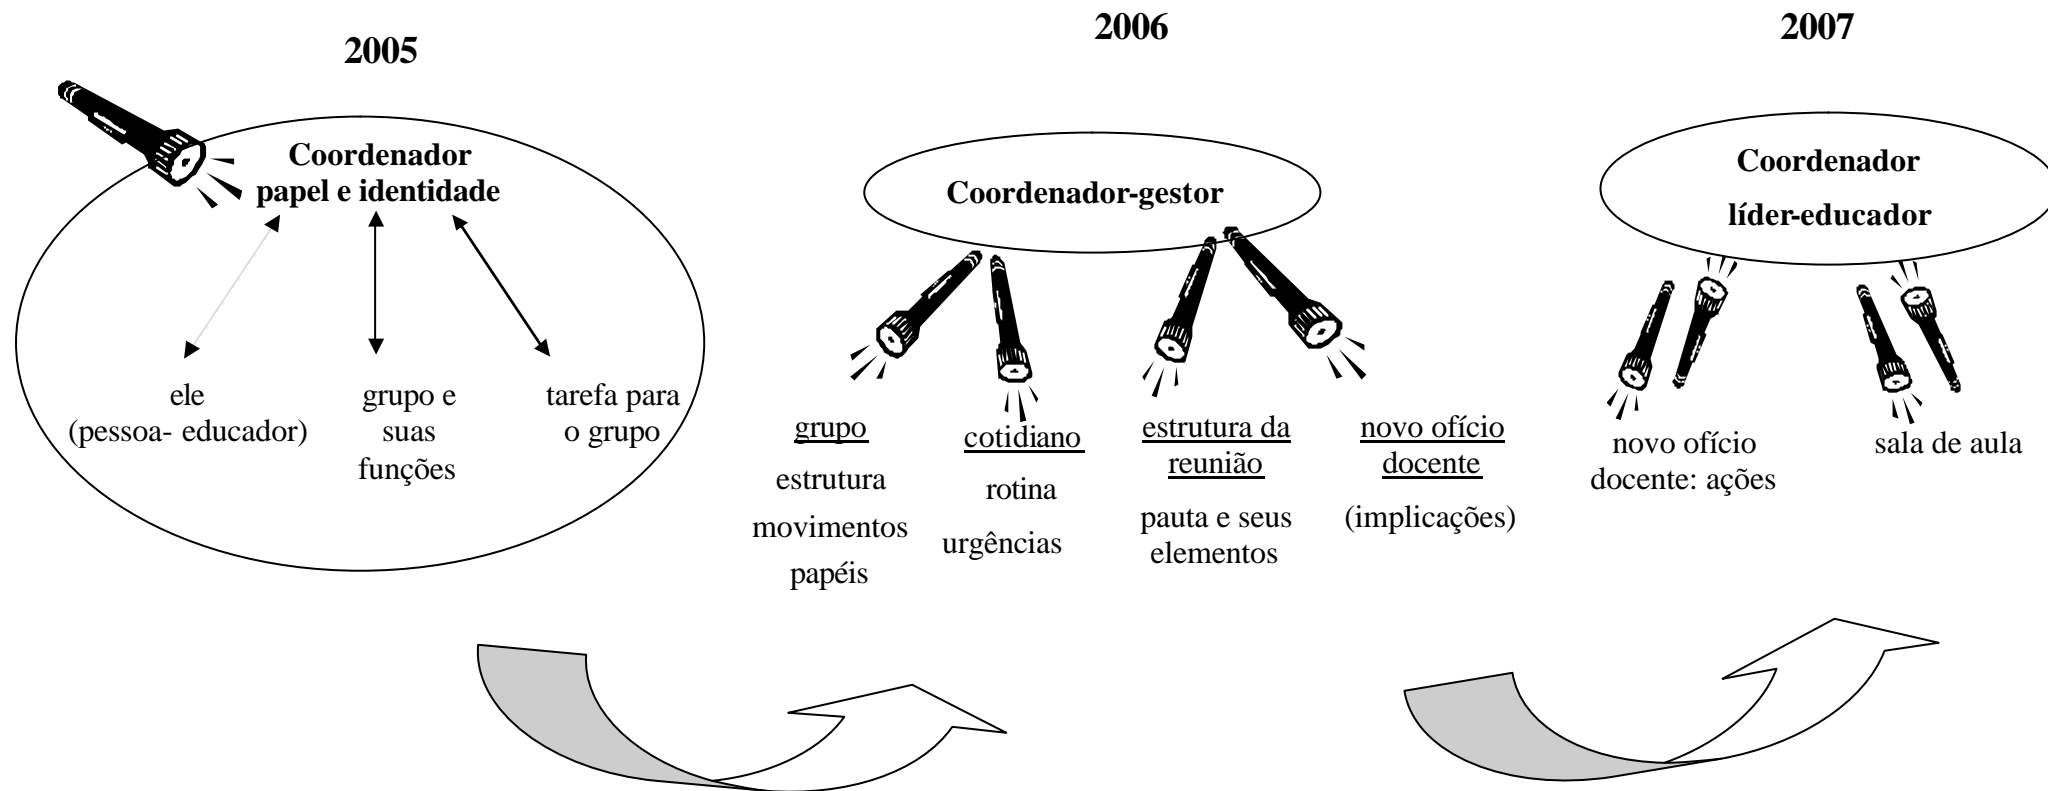 2005
Coordenador
papel e identidade
ele
(pessoa- educador)
grupo e
suas
funções
tarefa para
o grupo
2006
Coordenador-gestor
grupo
estrutura
movimentos
papéis
cotidiano
rotina
urgências
estrutura da
reunião
pauta e seus
elementos
novo ofício
docente
(implicações)
2007
Coordenador
líder-educador
novo ofício
docente: ações
sala de aula